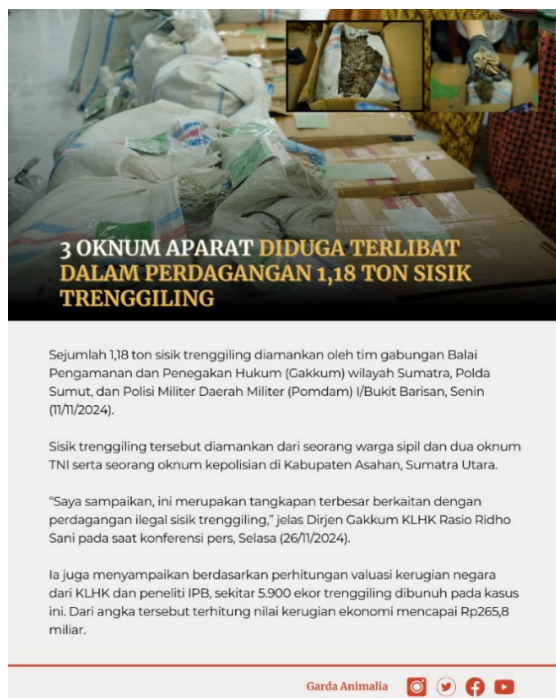 3 OKNUM APARAT DIDUGA TERLIBAT
DALAM PERDAGANGAN 1,18 TON SISIK
TRENGGILING
Sejumlah 1,18 ton sisik trenggiling diamankan oleh tim gabungan Balai
Pengamanan dan Penegakan Hukum (Gakkum) wilayah Sumatra, Polda
Sumut, dan Polisi Militer Daerah Militer (Pomdam) I/Bukit Barisan, Senin
(11/11/2024).
Sisik trenggiling tersebut diamankan dari seorang warga sipil dan dua oknum
TNI serta seorang oknum kepolisian di Kabupaten Asahan, Sumatra Utara.
“Saya sampaikan, ini merupakan tangkapan terbesar berkaitan dengan
perdagangan ilegal sisik trenggiling,” jelas Dirjen Gakkum KLHK Rasio Ridho
Sani pada saat konferensi pers, Selasa (26/11/2024).
Ia juga menyampaikan berdasarkan perhitungan valuasi kerugian negara
dari KLHK dan peneliti IPB, sekitar 5.900 ekor trenggiling dibunuh pada kasus
ini. Dari angka tersebut terhitung nilai kerugian ekonomi mencapai Rp265,8
miliar.
Garda Animalia